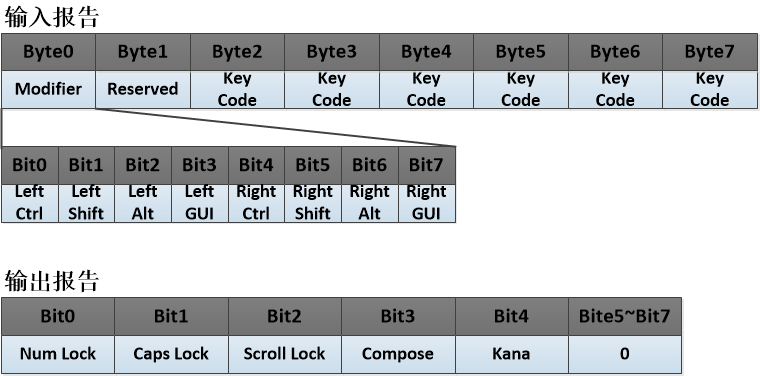 输入报告
Byte0 Byte1 Byte2 Byte3 Byte4 Byte5 Byte6 Byte7
Modifier Reserved Key Code Key Code Key Code Key Code Key Code Key Code
Bit0 Bit1 Bit2 Bit3 Bit4 Bit5 Bit6 Bit7
Left Ctrl Left Shift Left Alt Left GUI Right Ctrl Right Shift Right Alt Right GUI
输出报告
Bit0 Bit1 Bit2 Bit3 Bit4 Bite5~Bit7
Num Lock Caps Lock Scroll Lock Compose Kana 0